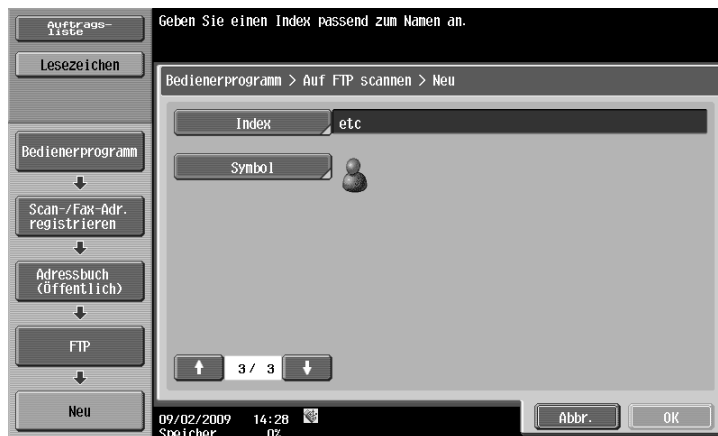 Auftrags-
liste
Lesezeichen
Geben Sie einen Index passend zum Namen an.
Bedienerprogramm > Auf FTP scannen > Neu
Index
etc
Symbol
Bedienerprogramm
Scan-/Fax-Adr.
registrieren
Adressbuch
(Öffentlich)
FTP
Neu
3/ 3
09/02/2009 14:28
Speicher 0%
Abbr.
OK